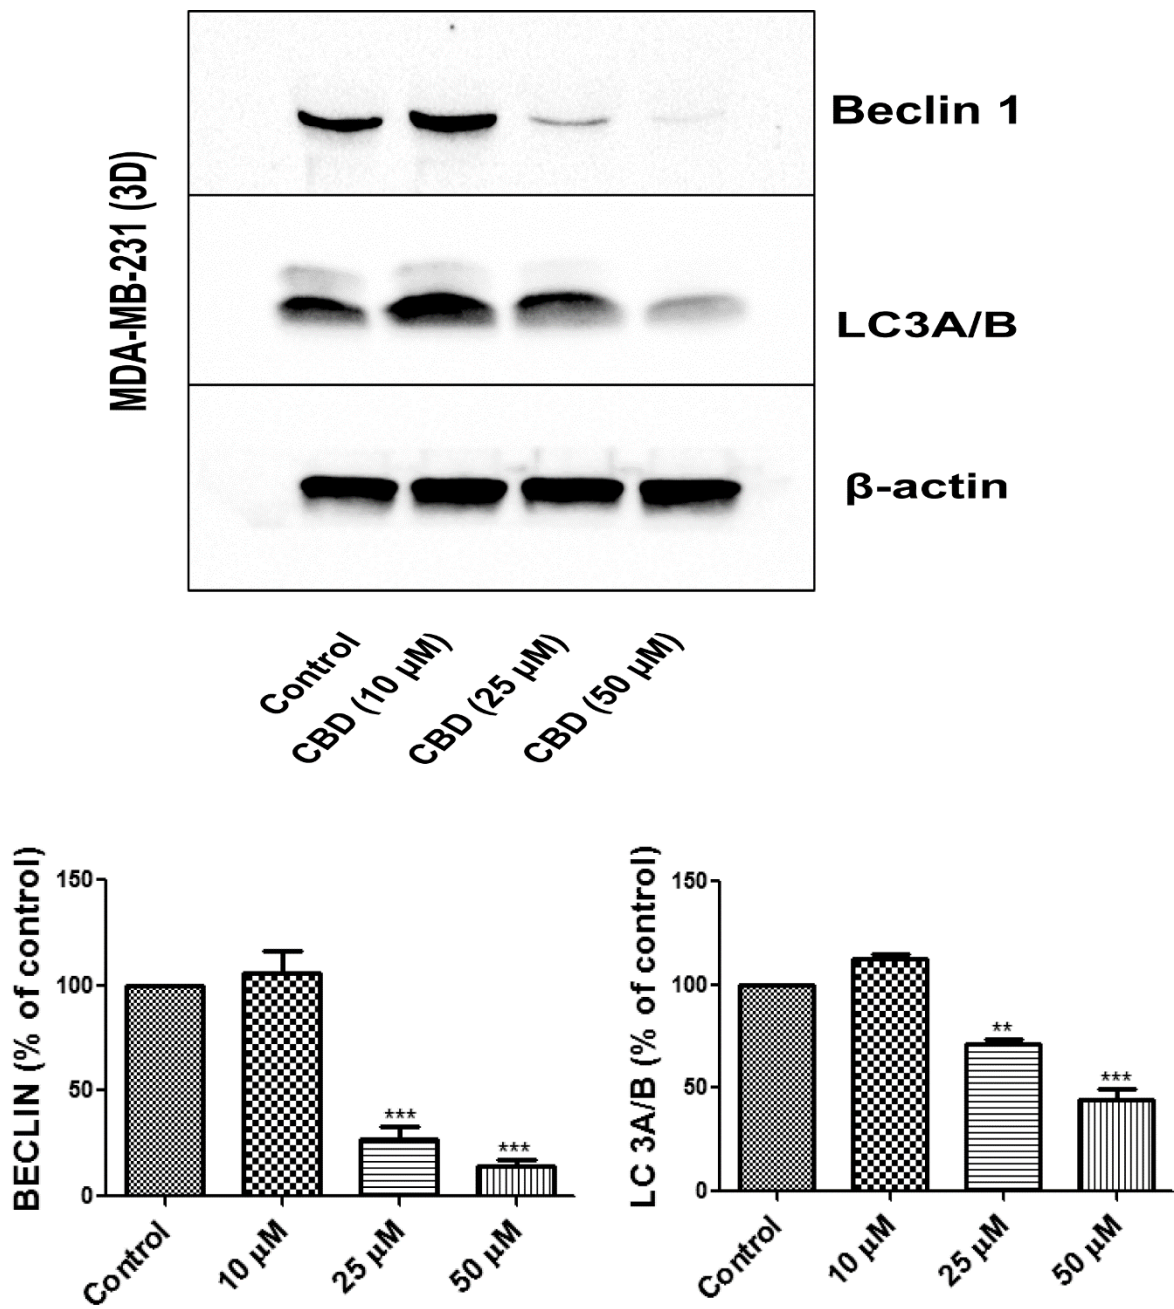 MDA-MB-231 (3D)
Beclin 1
LC3A/B
β-actin
Control
CBD (10 µM)
CBD (25 µM)
CBD (50 µM)
BECLIN (% of control)
150
100
50
0
***
***
Control
10 µM
25 µM
50 µM
LC 3A/B (% of control)
150
100
50
0
**
***
Control
10 µM
25 µM
50 µM